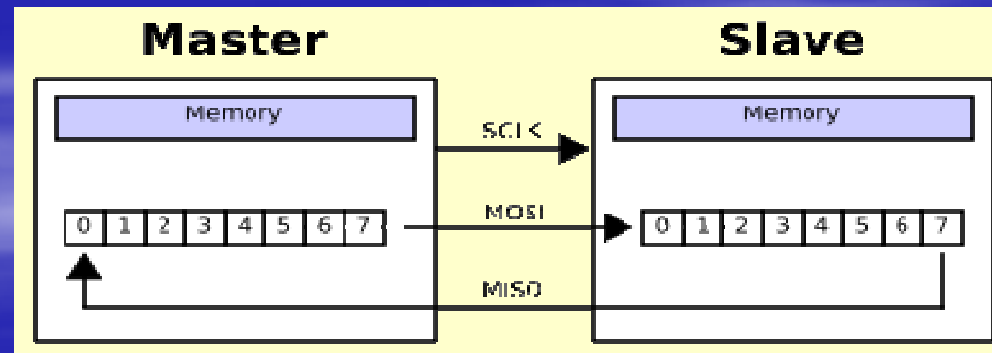 Master Slave
Memory Memory
SCLK
MOSI
0 1 2 3 4 5 6 7 0 1 2 3 4 5 6 7
MISO